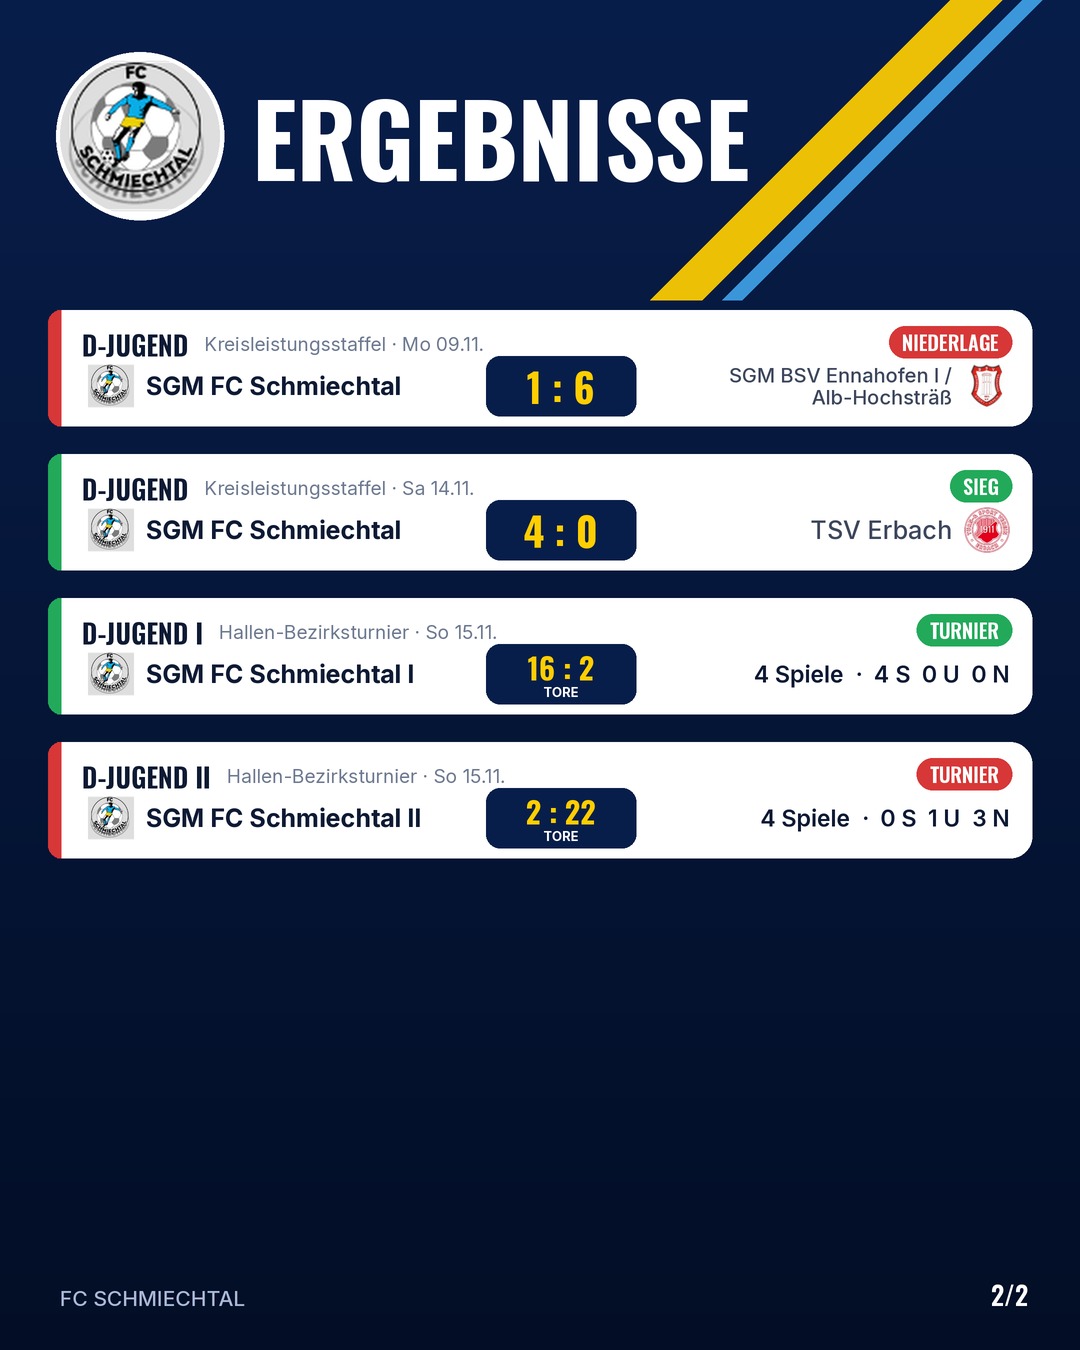 FC
SCHMIECHTAL
ERGEBNISSE
D-JUGEND Kreisleistungsstaffel · Mo 09.11. NIEDERLAGE
SGM FC Schmiechtal 1 : 6 SGM BSV Ennahofen I /
Alb-Hochsträß
D-JUGEND Kreisleistungsstaffel · Sa 14.11. SIEG
SGM FC Schmiechtal 4 : 0 TSV Erbach
1911
D-JUGEND I Hallen-Bezirksturnier · So 15.11. TURNIER
SGM FC Schmiechtal I 16 : 2 4 Spiele · 4 S 0 U 0 N
TORE
D-JUGEND II Hallen-Bezirksturnier · So 15.11. TURNIER
SGM FC Schmiechtal II 2 : 22 4 Spiele · 0 S 1 U 3 N
TORE
FC SCHMIECHTAL 2/2